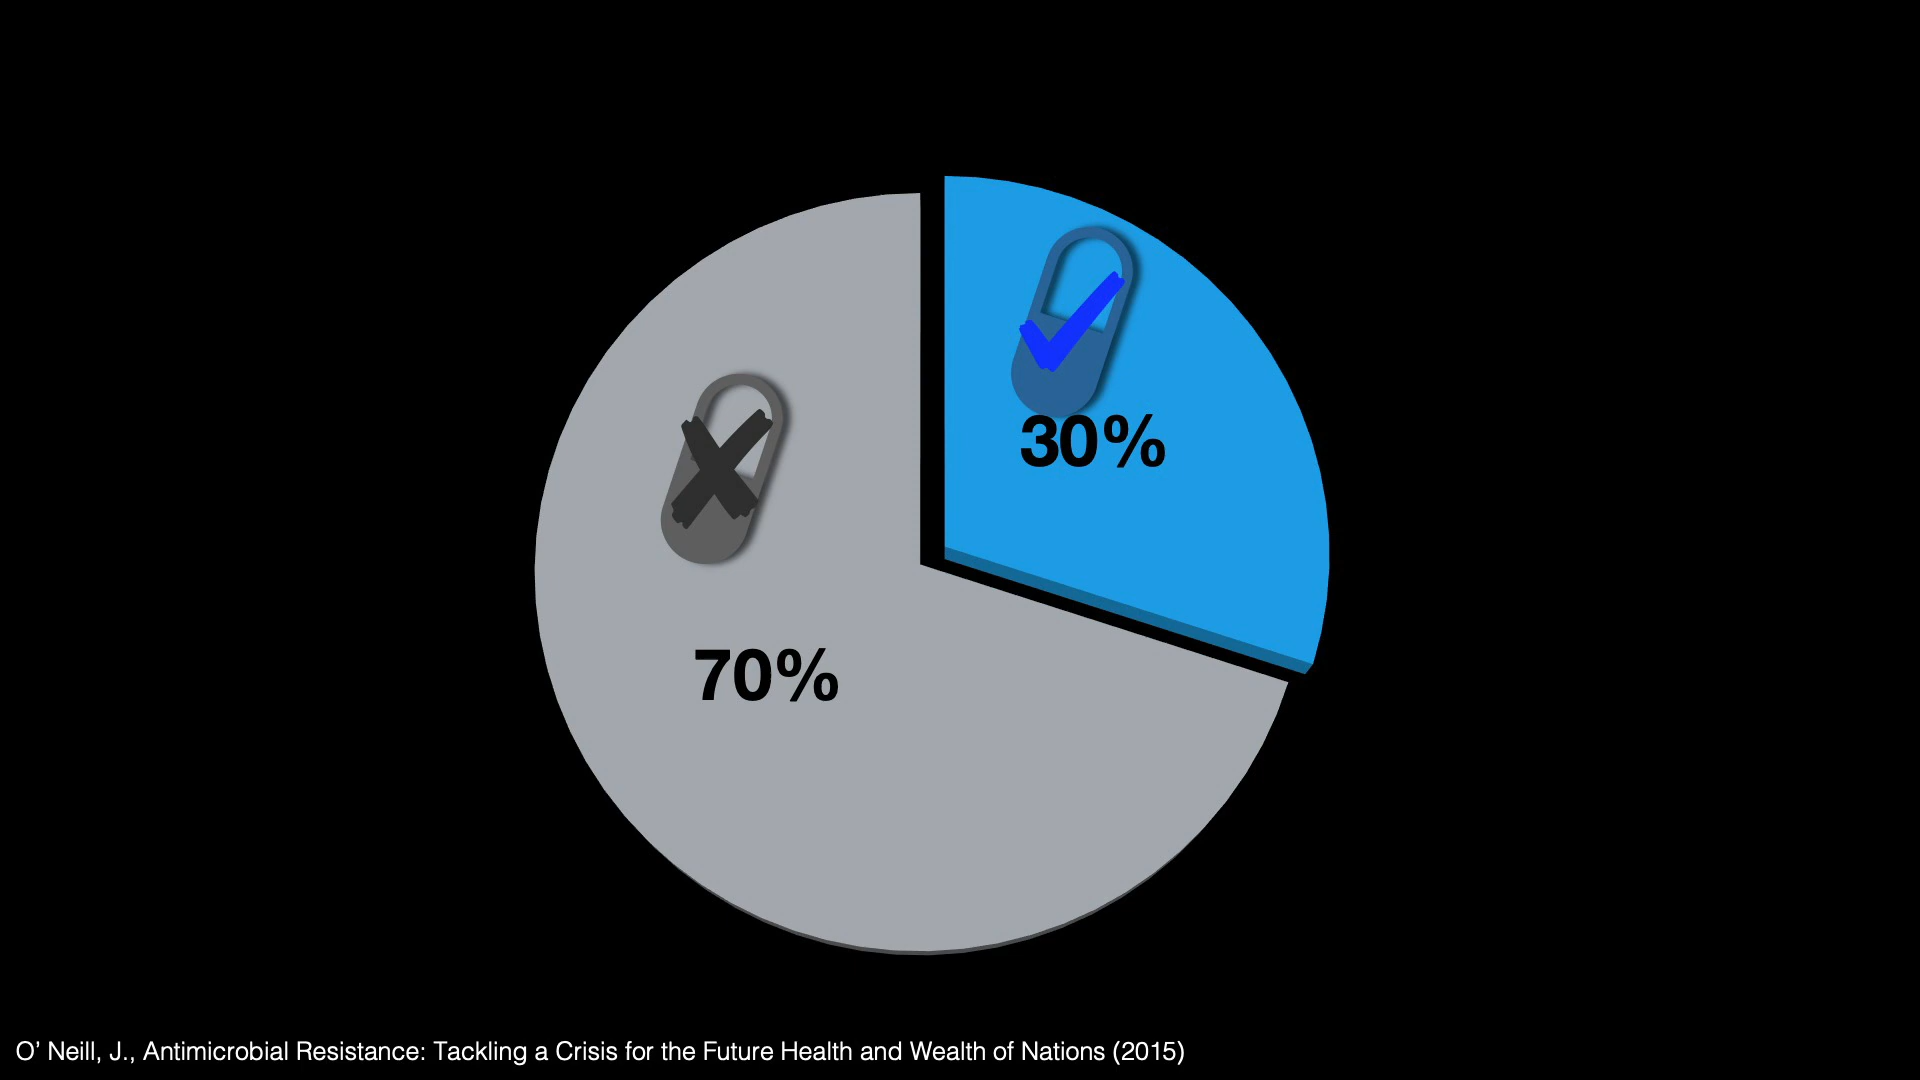 30%
70%
O’ Neill, J., Antimicrobial Resistance: Tackling a Crisis for the Future Health and Wealth of Nations (2015)